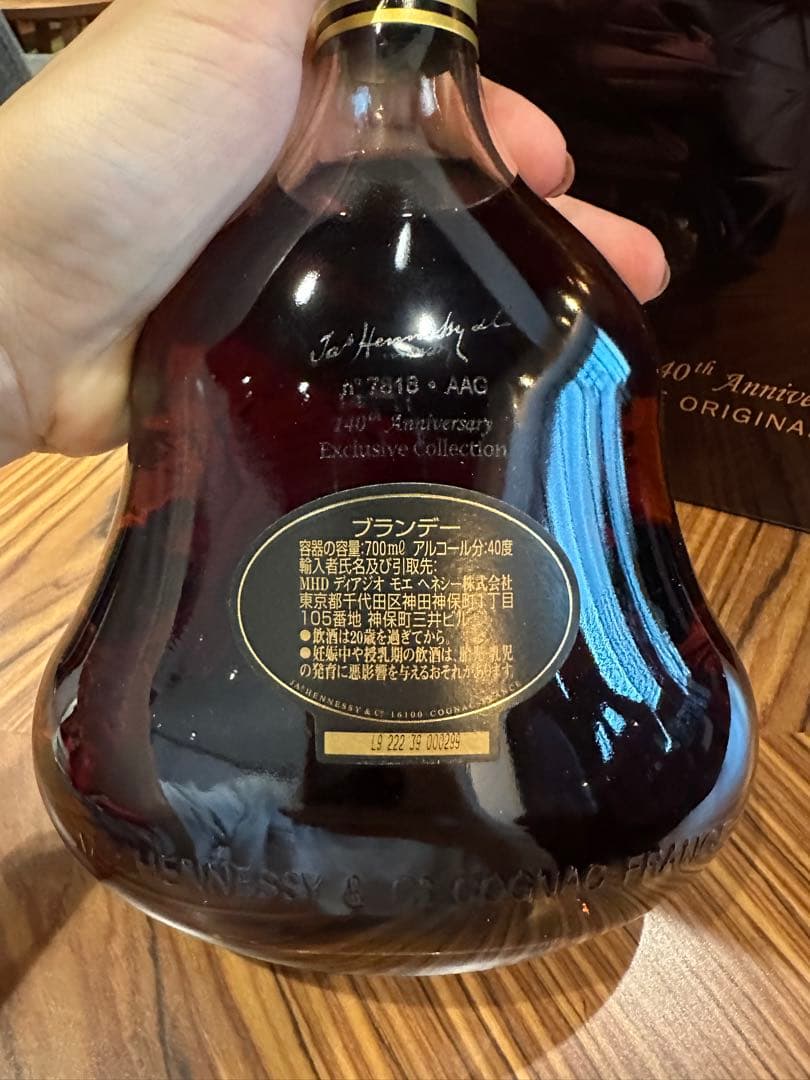 Jas Hennessy &
n° 7818 • AAG
140th Anniversary
Exclusive Collection
40th Annive
ORIGINA
ブランデー
容器の容量:700ml アルコール分:40度
輸入者氏名及び引取先:
MHD ディアジオ モエ ヘネシー株式会社
東京都千代田区神田神保町1丁目
105番地 神保町三井ビル
●飲酒は20歳を過ぎてから。
●妊娠中や授乳期の飲酒は、胎児・乳児
の発育に悪影響を与えるおそれがあります。
JAS HENNESSY & Co 16100 COGNAC-FRANCE
L9 222 39 000299
HENNESSY & Co COGNAC FRANCE